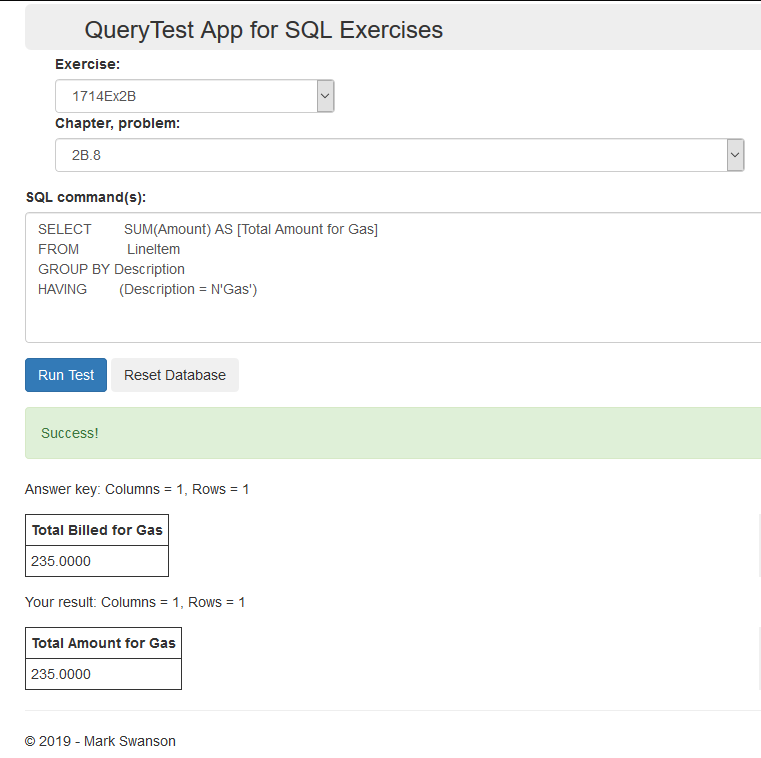 QueryTest App for SQL Exercises
Exercise:
1714Ex2B
Chapter, problem:
2B.8
SQL command(s):
SELECT SUM(Amount) AS [Total Amount for Gas]
FROM LineItem
GROUP BY Description
HAVING (Description = N'Gas')
Run Test Reset Database
Success!
Answer key: Columns = 1, Rows = 1
Total Billed for Gas
235.0000
Your result: Columns = 1, Rows = 1
Total Amount for Gas
235.0000
© 2019 - Mark Swanson